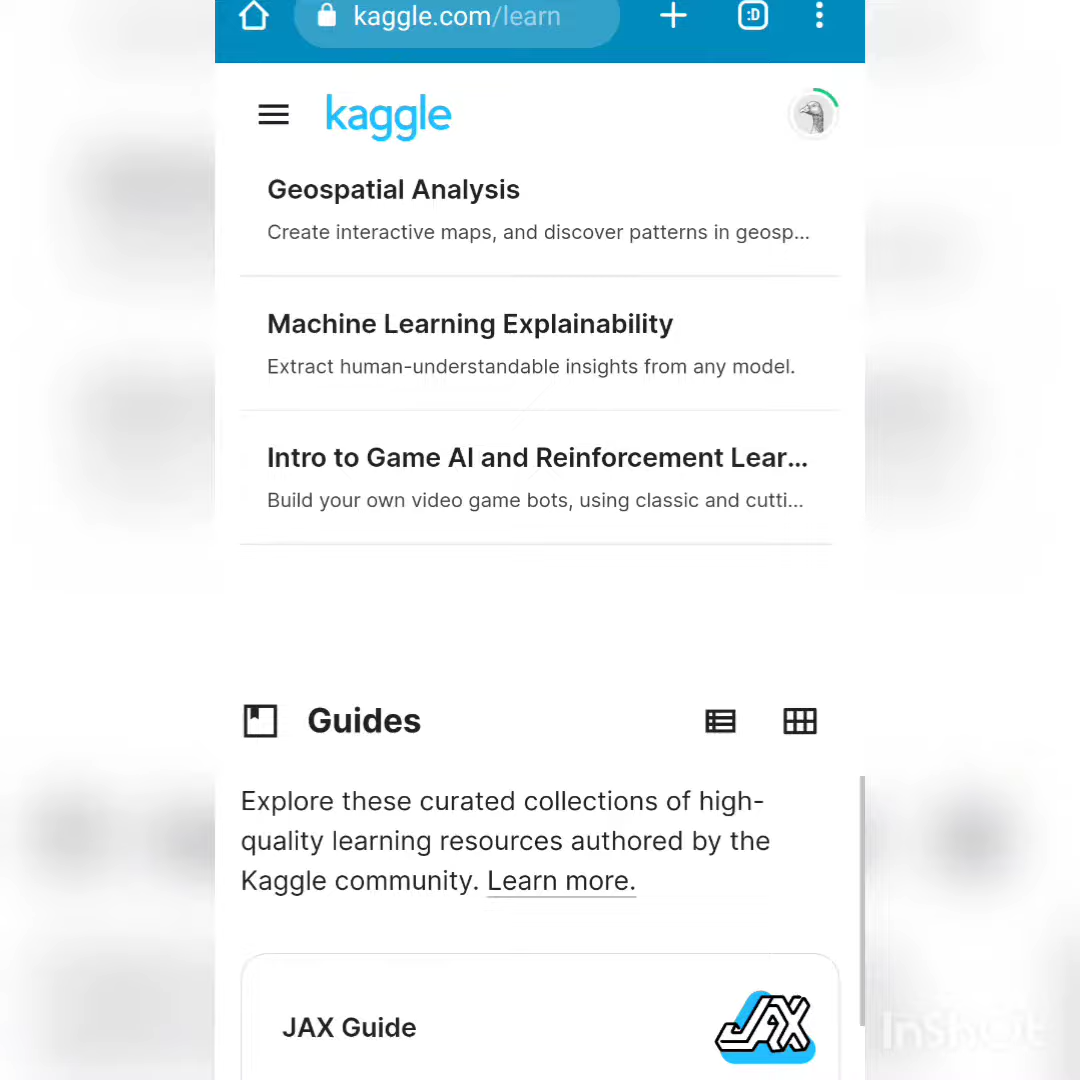 kaggle.com/learn
:D
kaggle
Geospatial Analysis
Create interactive maps, and discover patterns in geosp...
Machine Learning Explainability
Extract human-understandable insights from any model.
Intro to Game AI and Reinforcement Lear...
Build your own video game bots, using classic and cutti...
Guides
Explore these curated collections of high-
quality learning resources authored by the
Kaggle community. Learn more.
JAX Guide
JAX
InShOt